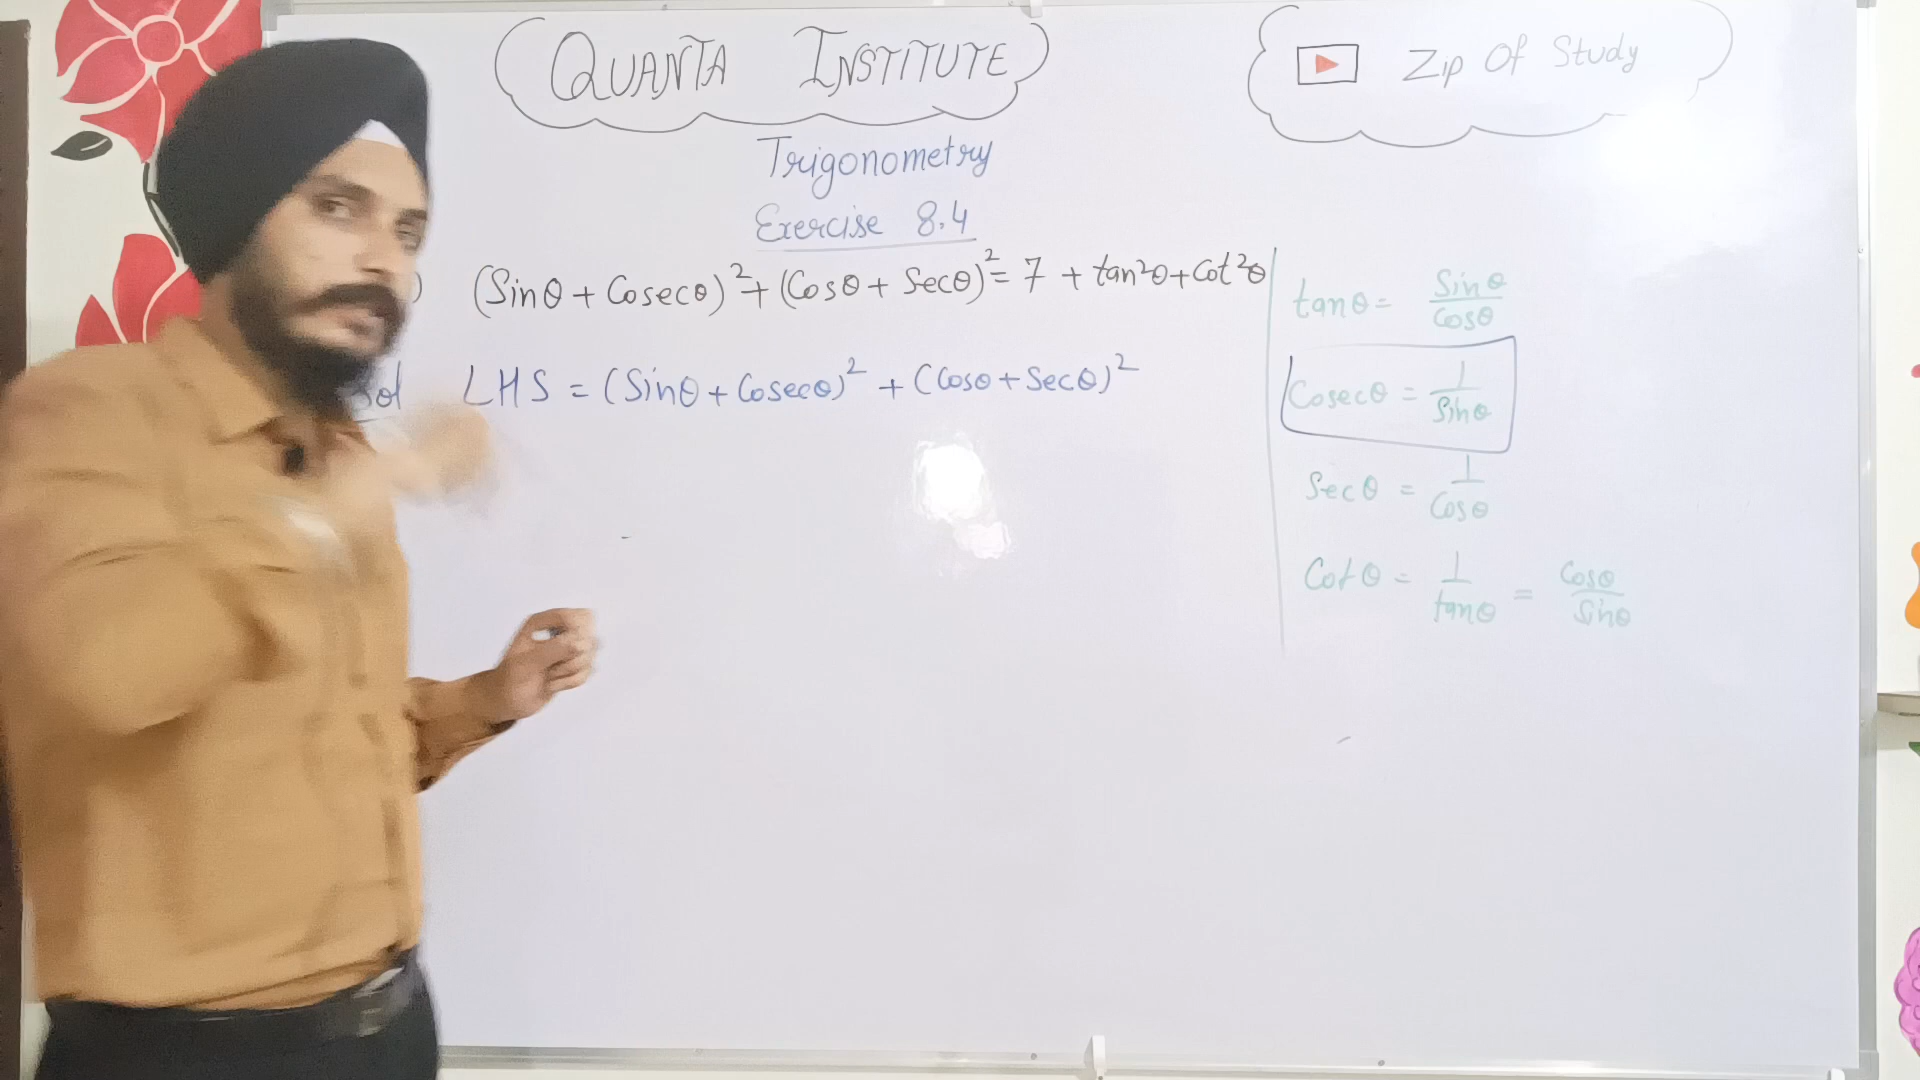 QUANTA INSTITUTE
Zip Of Study
Trigonometry
Exercise 8.4
) (Sinθ + Cosecθ)² + (Cosθ + Secθ)² = 7 + tan²θ + Cot²θ
Sol LHS = (Sinθ + Cosecθ)² + (Cosθ + Secθ)²
tanθ = Sinθ/Cosθ
Cosecθ = 1/Sinθ
Secθ = 1/Cosθ
Cotθ = 1/tanθ = Cosθ/Sinθ